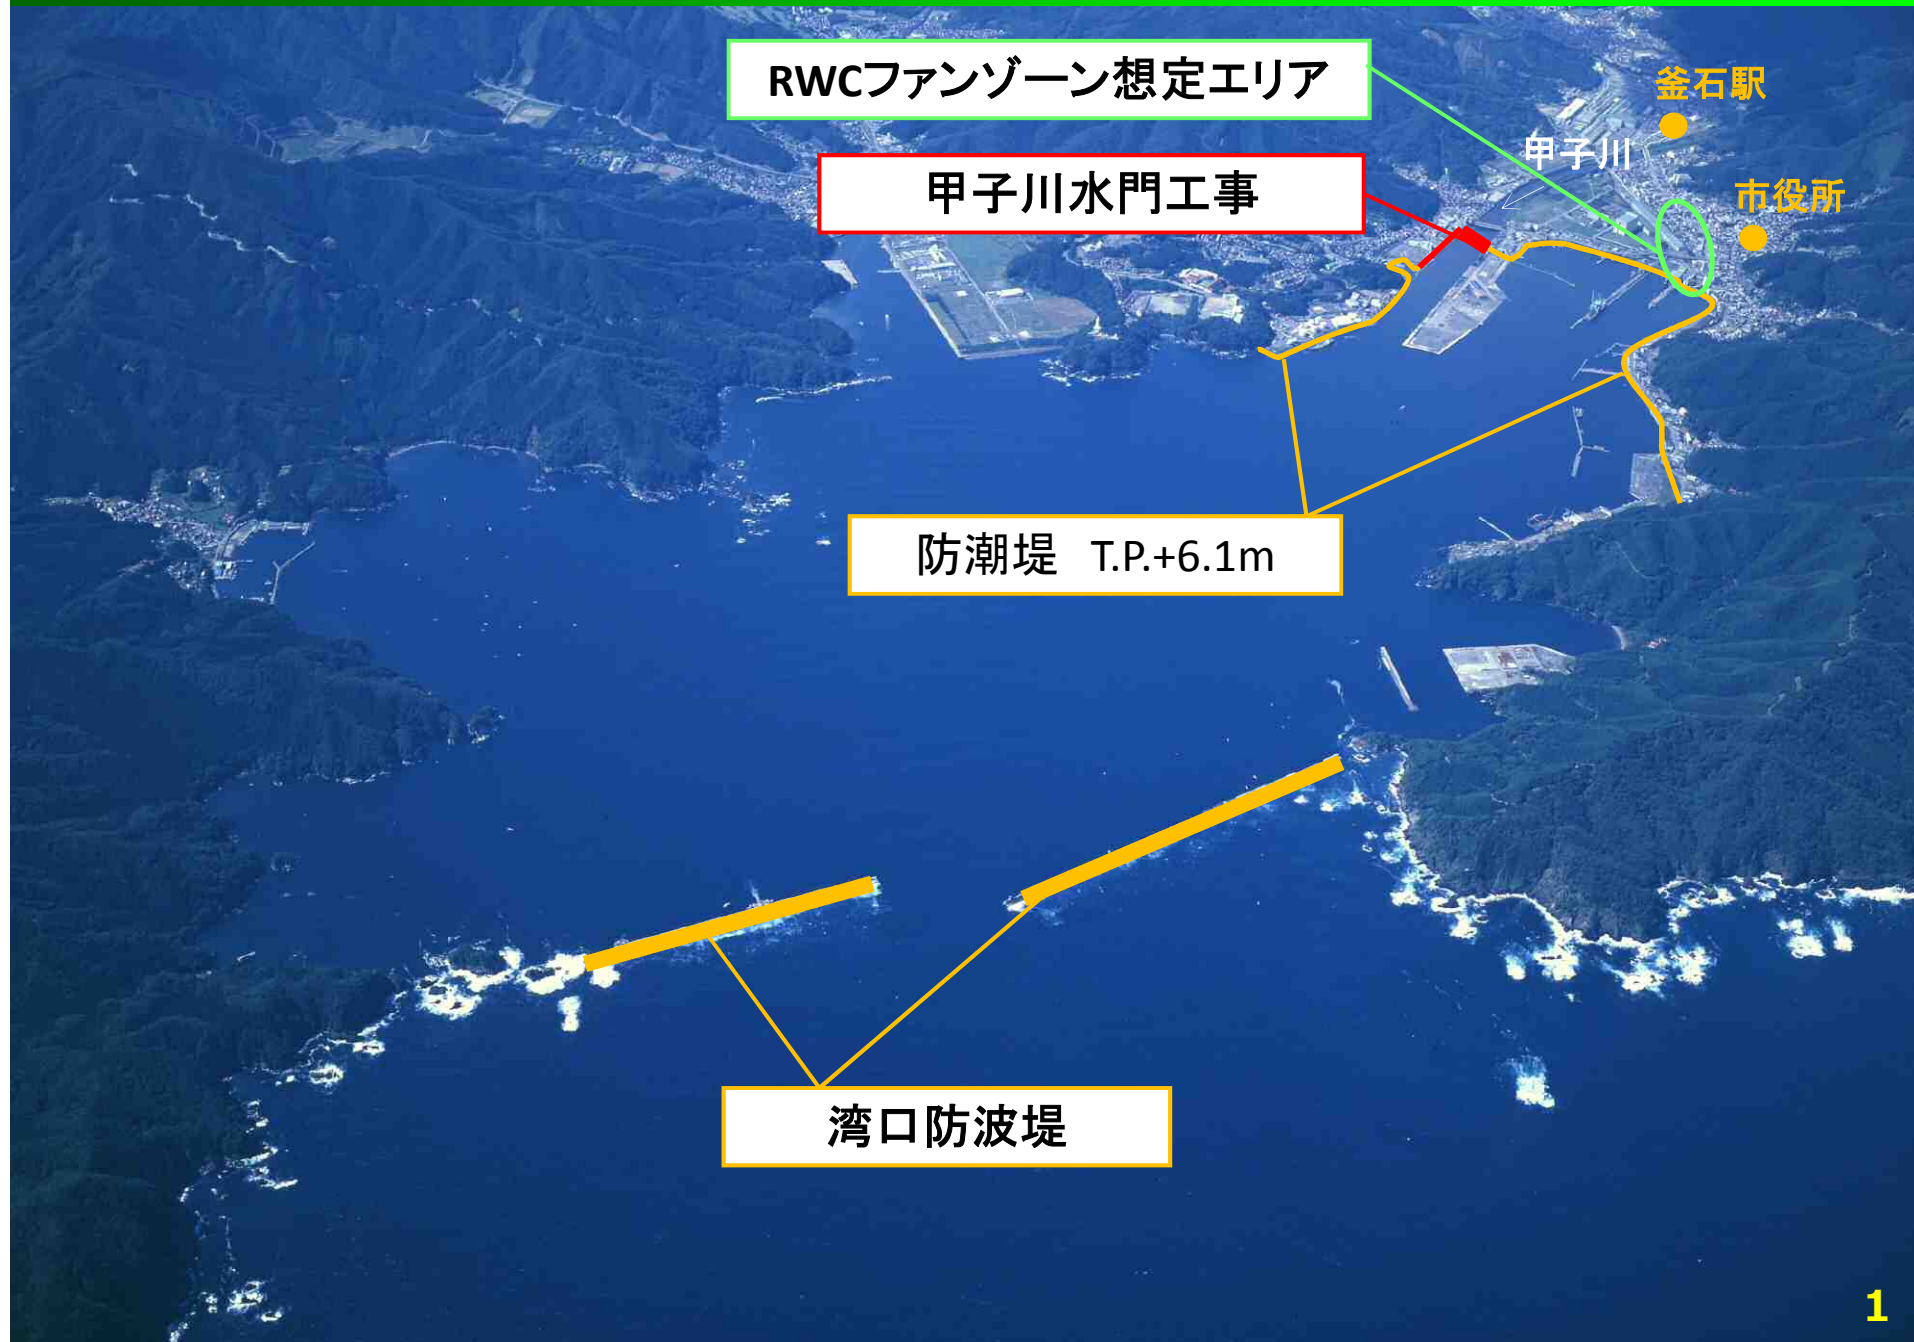 RWCファンゾーン想定エリア
釜石駅
甲子川
甲子川水門工事
市役所
防潮堤　T.P.+6.1m
湾口防波堤
1